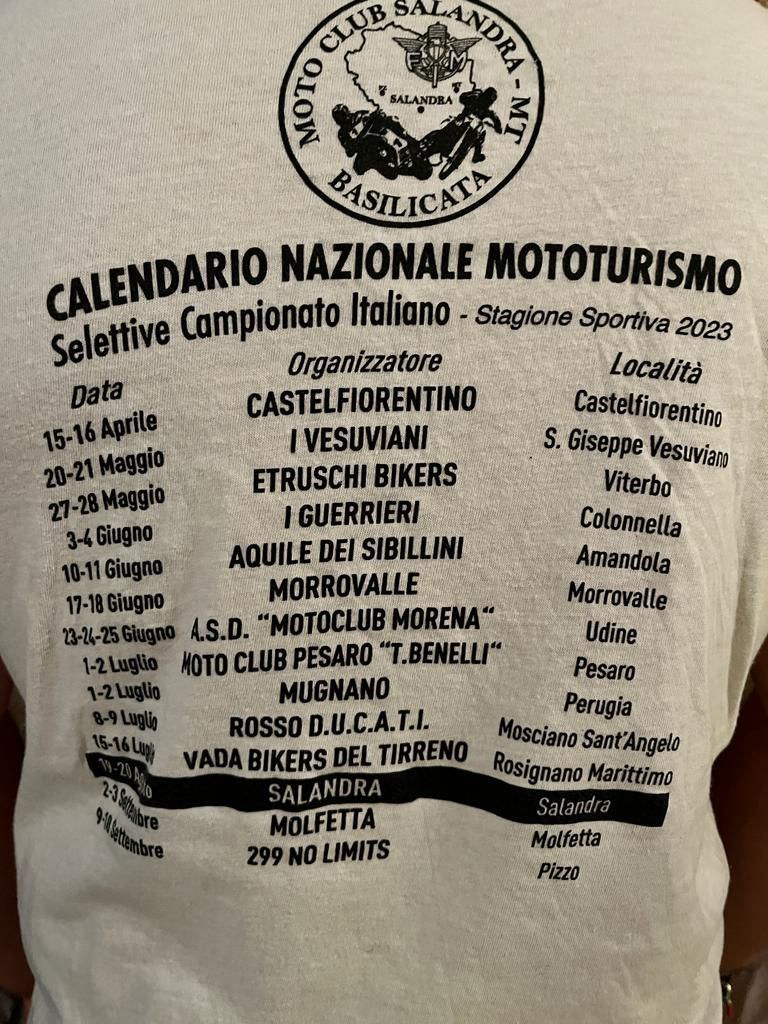 MOTO CLUB SALANDRA - MT
FM
SALANDRA
BASILICATA
CALENDARIO NAZIONALE MOTOTURISMO
Selettive Campionato Italiano - Stagione Sportiva 2023
Data Organizzatore Località
15-16 Aprile CASTELFIORENTINO Castelfiorentino
20-21 Maggio I VESUVIANI S. Giseppe Vesuviano
27-28 Maggio ETRUSCHI BIKERS Viterbo
3-4 Giugno I GUERRIERI Colonnella
10-11 Giugno AQUILE DEI SIBILLINI Amandola
17-18 Giugno MORROVALLE Morrovalle
23-24-25 Giugno A.S.D. “MOTOCLUB MORENA“ Udine
1-2 Luglio MOTO CLUB PESARO “T.BENELLI“ Pesaro
1-2 Luglio MUGNANO Perugia
8-9 Luglio ROSSO D.U.C.A.T.I. Mosciano Sant'Angelo
15-16 Luglio VADA BIKERS DEL TIRRENO Rosignano Marittimo
19-20 SALANDRA Salandra
2-3 Settembre MOLFETTA Molfetta
9-10 Settembre 299 NO LIMITS Pizzo